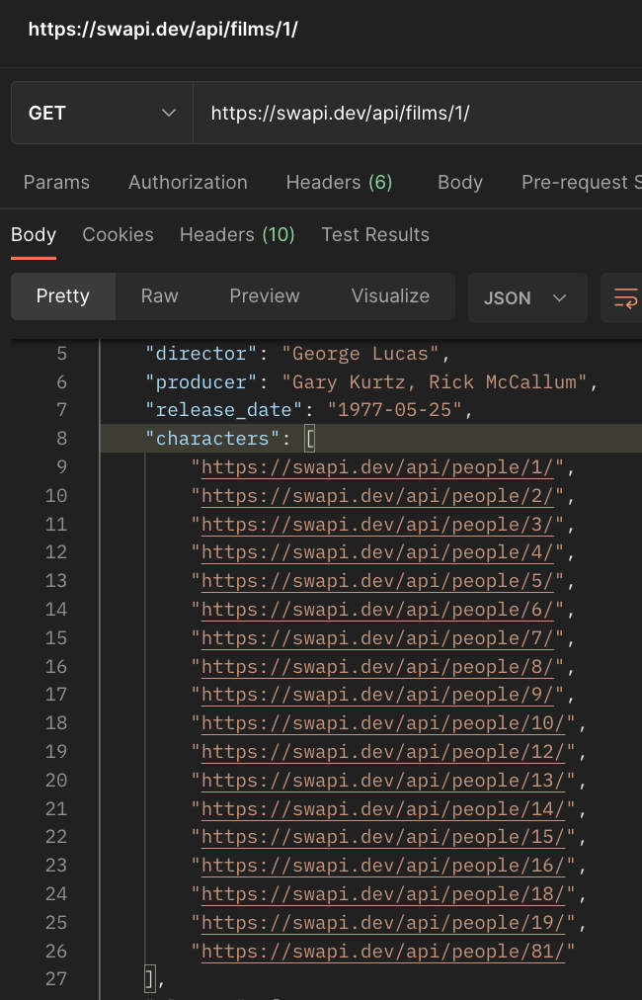 https://swapi.dev/api/films/1/
GET https://swapi.dev/api/films/1/
Params Authorization Headers (6) Body Pre-request S
Body Cookies Headers (10) Test Results
Pretty Raw Preview Visualize JSON
5 "director": "George Lucas",
6 "producer": "Gary Kurtz, Rick McCallum",
7 "release_date": "1977-05-25",
8 "characters": [
9 "https://swapi.dev/api/people/1/",
10 "https://swapi.dev/api/people/2/",
11 "https://swapi.dev/api/people/3/",
12 "https://swapi.dev/api/people/4/",
13 "https://swapi.dev/api/people/5/",
14 "https://swapi.dev/api/people/6/",
15 "https://swapi.dev/api/people/7/",
16 "https://swapi.dev/api/people/8/",
17 "https://swapi.dev/api/people/9/",
18 "https://swapi.dev/api/people/10/",
19 "https://swapi.dev/api/people/12/",
20 "https://swapi.dev/api/people/13/",
21 "https://swapi.dev/api/people/14/",
22 "https://swapi.dev/api/people/15/",
23 "https://swapi.dev/api/people/16/",
24 "https://swapi.dev/api/people/18/",
25 "https://swapi.dev/api/people/19/",
26 "https://swapi.dev/api/people/81/"
27 ],